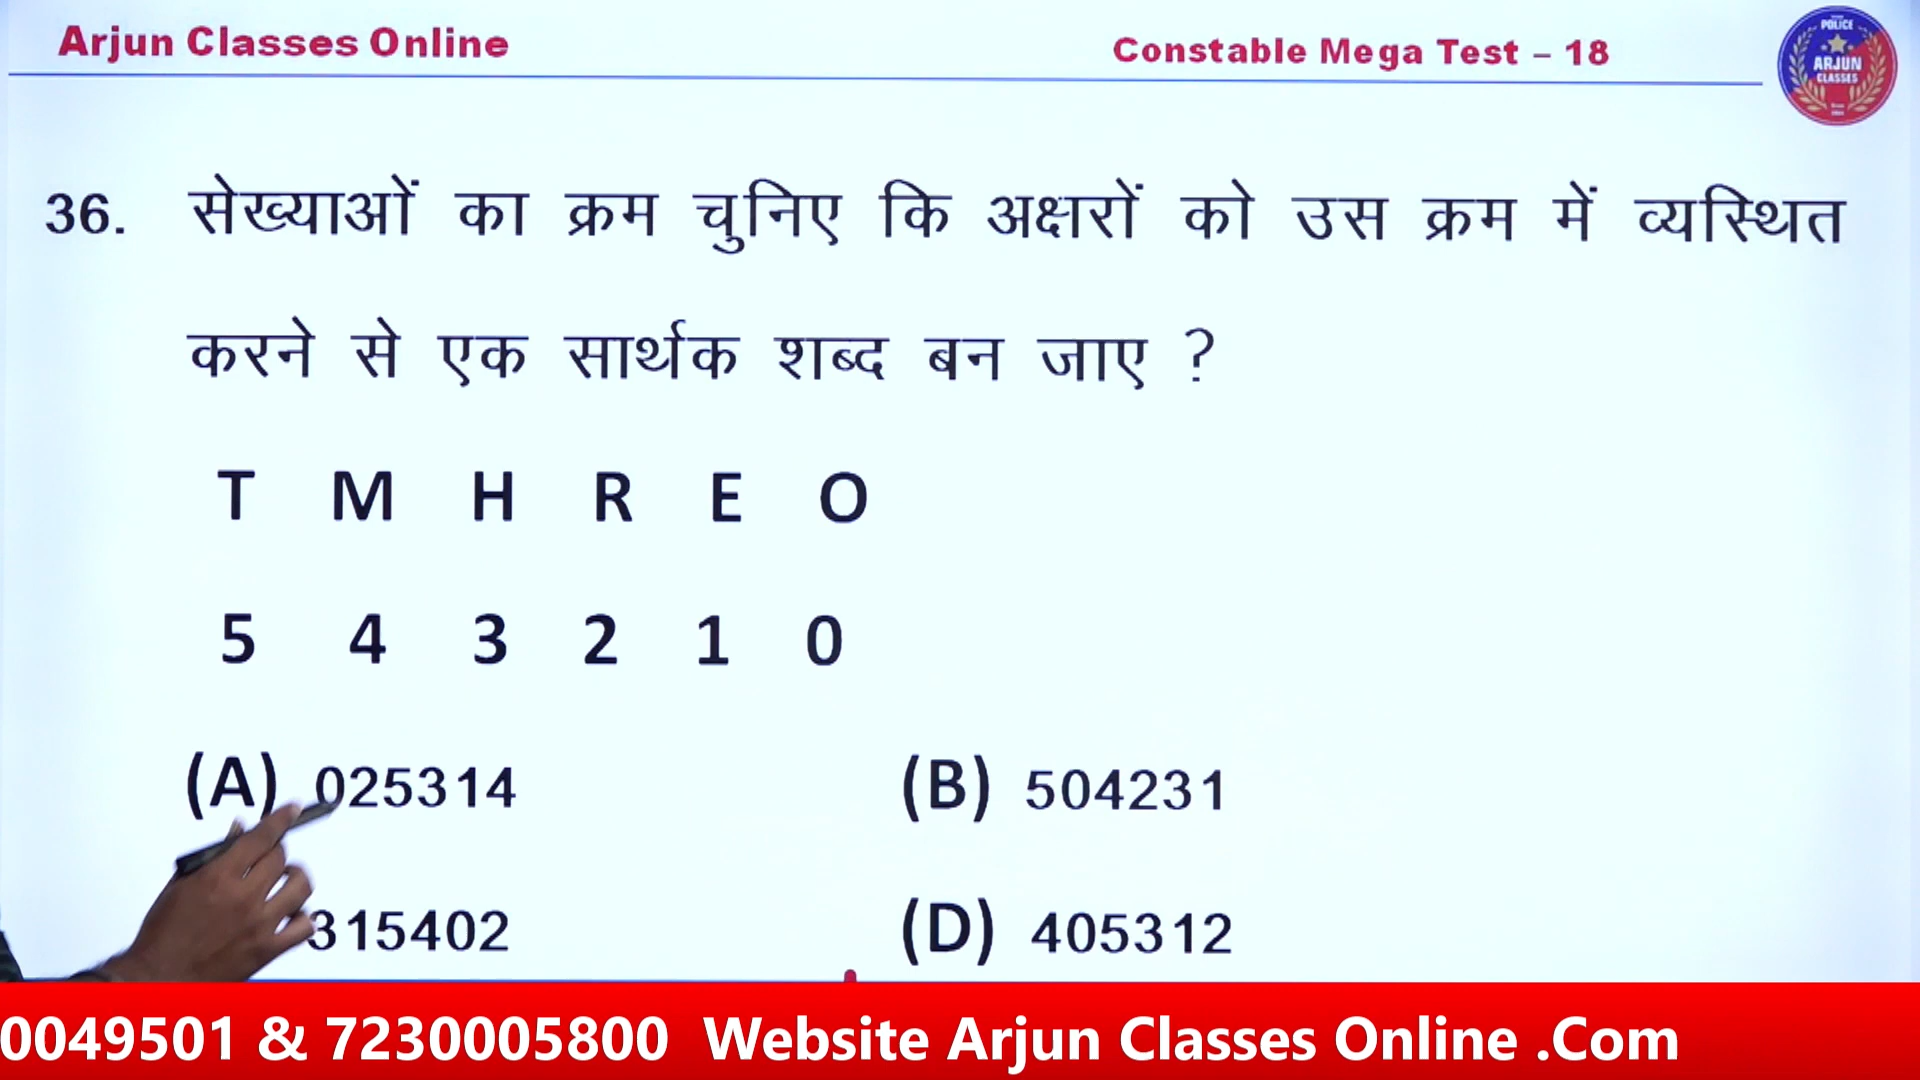 Arjun Classes Online
Constable Mega Test – 18
POLICE
ARJUN
CLASSES
36. सेख्याओं का क्रम चुनिए कि अक्षरों को उस क्रम में व्यस्थित
करने से एक सार्थक शब्द बन जाए ?
T M H R E O
5 4 3 2 1 0
(A) 025314
(B) 504231
315402
(D) 405312
0049501 & 7230005800 Website Arjun Classes Online .Com